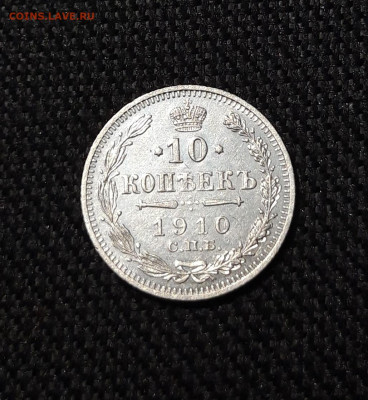 COINS.LAVB.RU
· 10 ·
КОПѢЕКЪ
1910
С.П.Б.